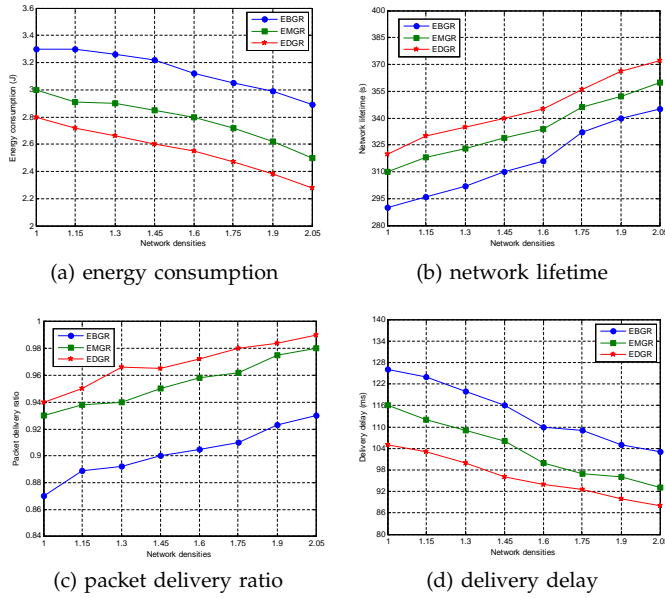 3.6
3.4
3.2
3
2.8
2.6
2.4
2.2
2
1 1.15 1.3 1.45 1.6 1.75 1.9 2.05
Energy consumption (J)
Network densities
EBGR
EMGR
EDGR
(a) energy consumption
400
385
370
355
340
325
310
295
280
1 1.15 1.3 1.45 1.6 1.75 1.9 2.05
Network lifetime (s)
Network densities
EBGR
EMGR
EDGR
(b) network lifetime
1
0.98
0.96
0.94
0.92
0.9
0.88
0.86
0.84
1 1.15 1.3 1.45 1.6 1.75 1.9 2.05
Packet delivery ratio
Network densities
EBGR
EMGR
EDGR
(c) packet delivery ratio
140
128
116
104
92
80
1 1.15 1.3 1.45 1.6 1.75 1.9 2.05
Delivery delay (ms)
Network densities
EBGR
EMGR
EDGR
(d) delivery delay